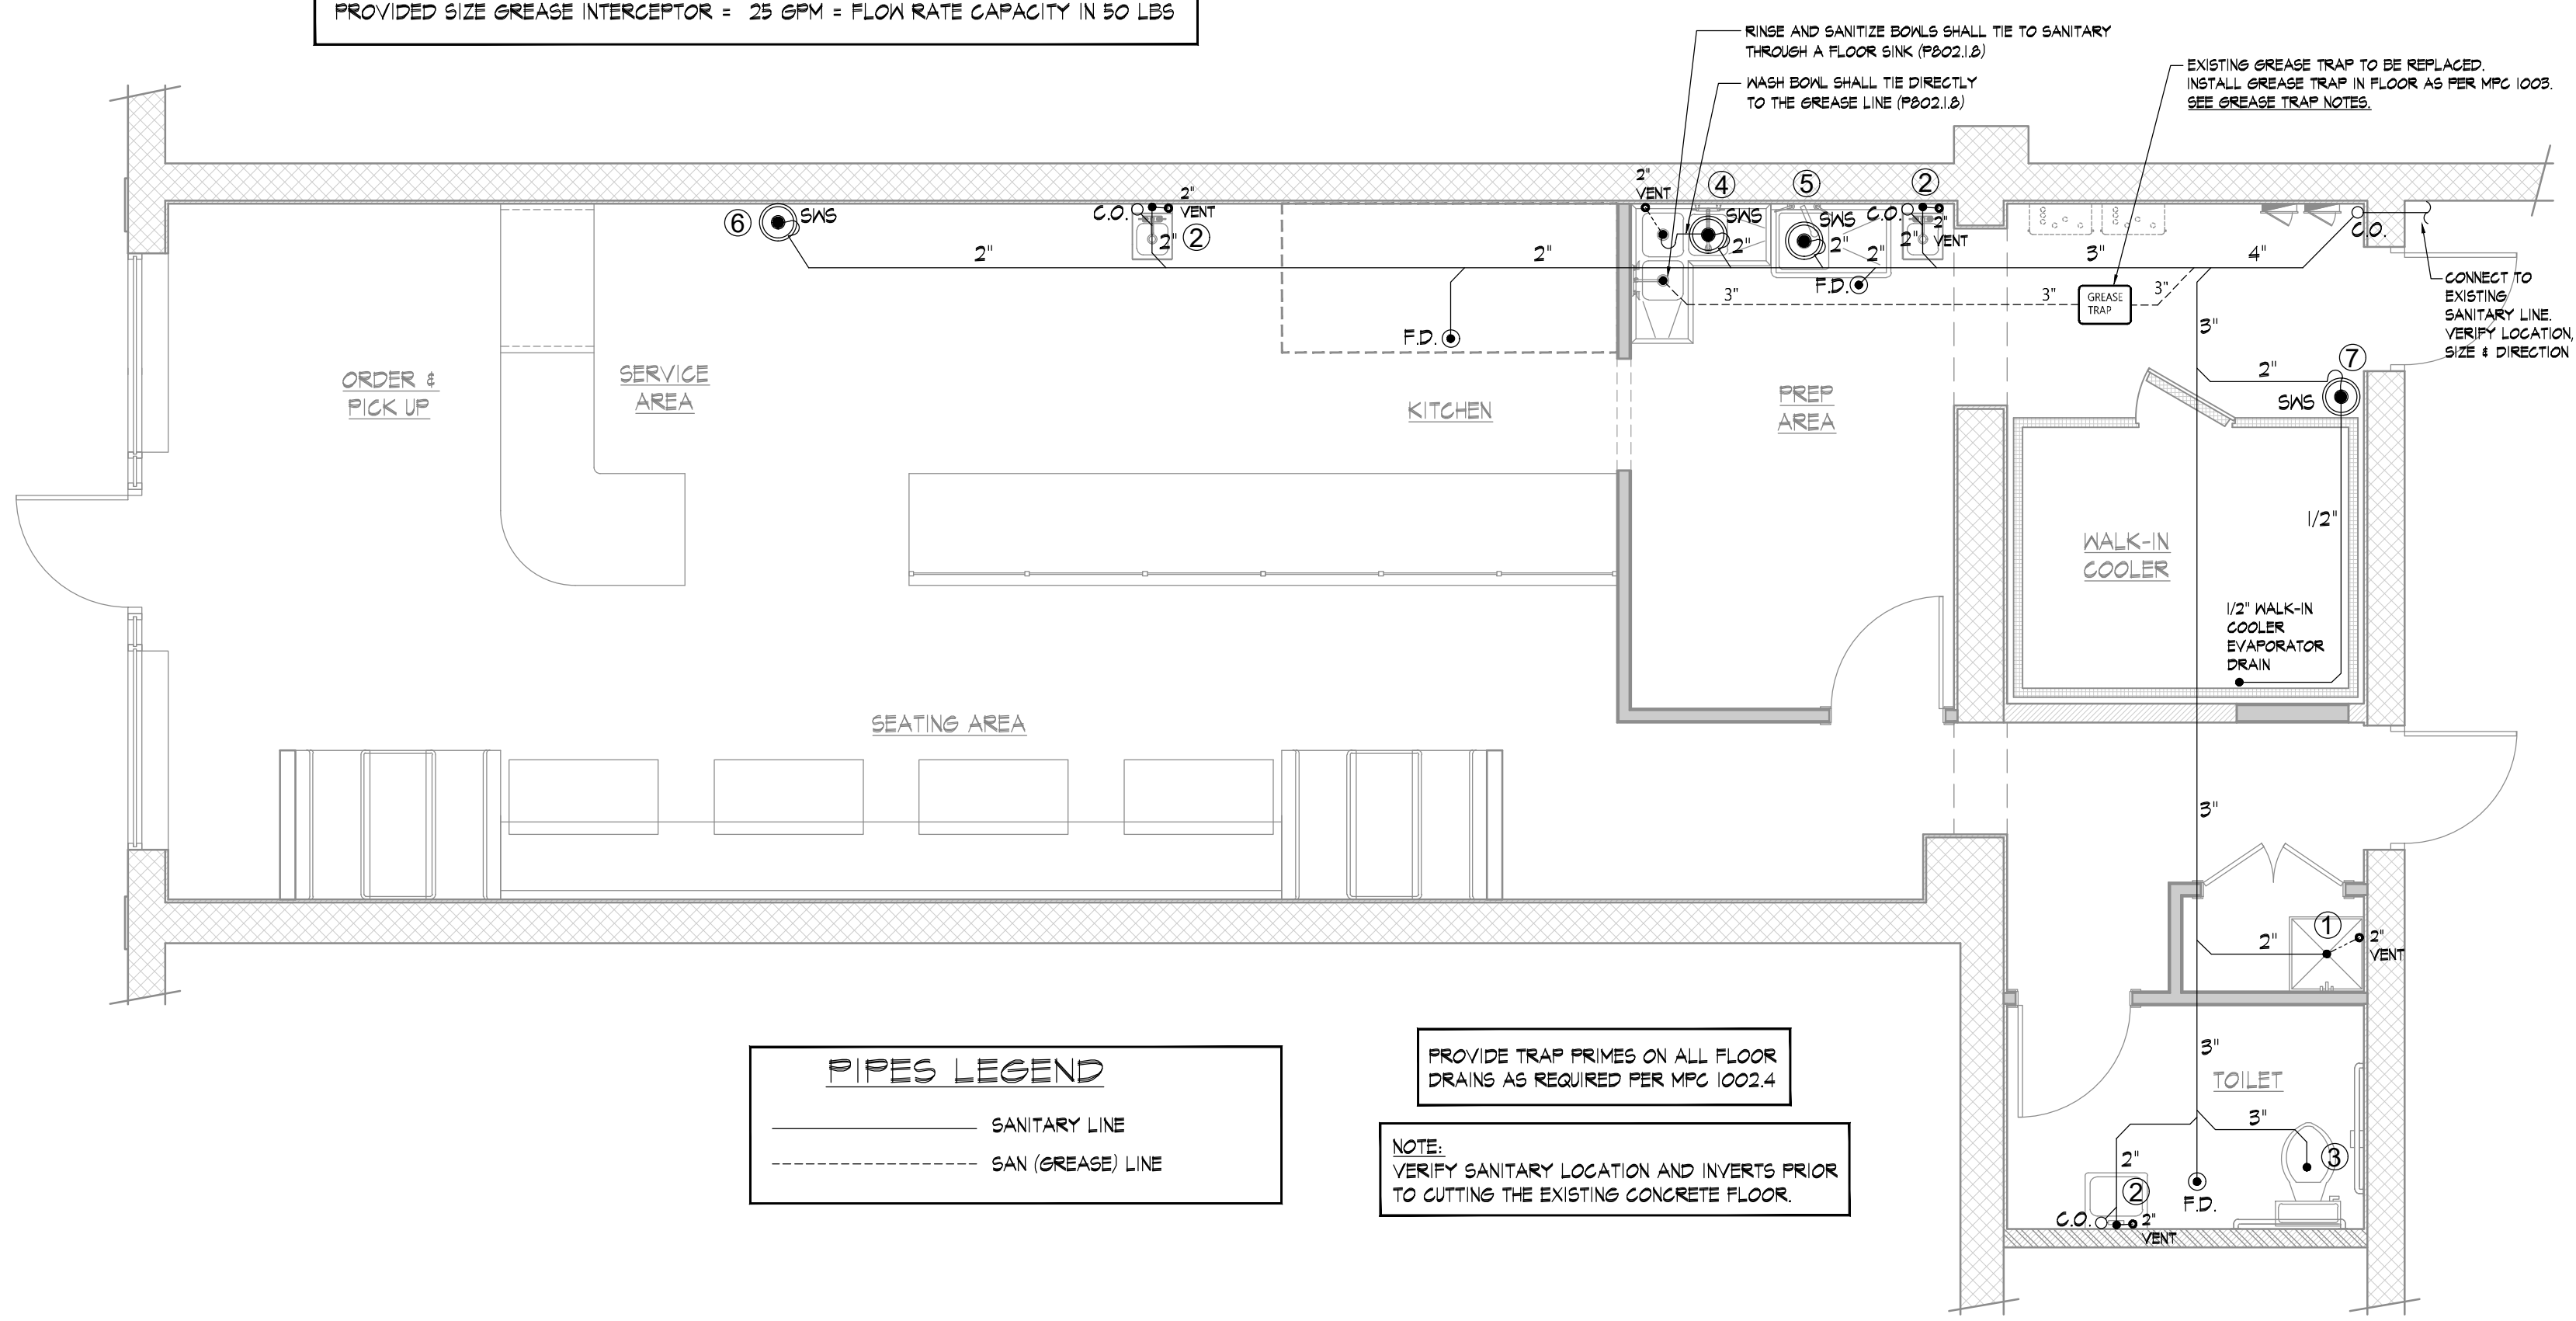 PROVIDED SIZE GREASE INTERCEPTOR = 25 GPM = FLOW RATE CAPACITY IN 50 LBS
RINSE AND SANITIZE BOWLS SHALL TIE TO SANITARY
THROUGH A FLOOR SINK (P802.1.8)
WASH BOWL SHALL TIE DIRECTLY
TO THE GREASE LINE (P802.1.8)
EXISTING GREASE TRAP TO BE REPLACED.
INSTALL GREASE TRAP IN FLOOR AS PER MPC 1003.
SEE GREASE TRAP NOTES.
6
SWS
C.O.
2"
VENT
2"
2
2"
VENT
4
SWS
2"
5
SWS
2"
C.O.
2
2"
VENT
2"
2"
2"
2"
F.D.
F.D.
3"
4"
C.O.
3"
3"
GREASE
TRAP
3"
CONNECT TO
EXISTING
SANITARY LINE.
VERIFY LOCATION,
SIZE & DIRECTION
3"
2"
7
SWS
ORDER &
PICK UP
SERVICE
AREA
KITCHEN
PREP
AREA
1/2"
WALK-IN
COOLER
1/2" WALK-IN
COOLER
EVAPORATOR
DRAIN
SEATING AREA
3"
1
2"
2"
VENT
3"
TOILET
3"
3
2"
2
F.D.
C.O.
2"
VENT
PIPES LEGEND
SANITARY LINE
SAN (GREASE) LINE
PROVIDE TRAP PRIMES ON ALL FLOOR
DRAINS AS REQUIRED PER MPC 1002.4
NOTE:
VERIFY SANITARY LOCATION AND INVERTS PRIOR
TO CUTTING THE EXISTING CONCRETE FLOOR.